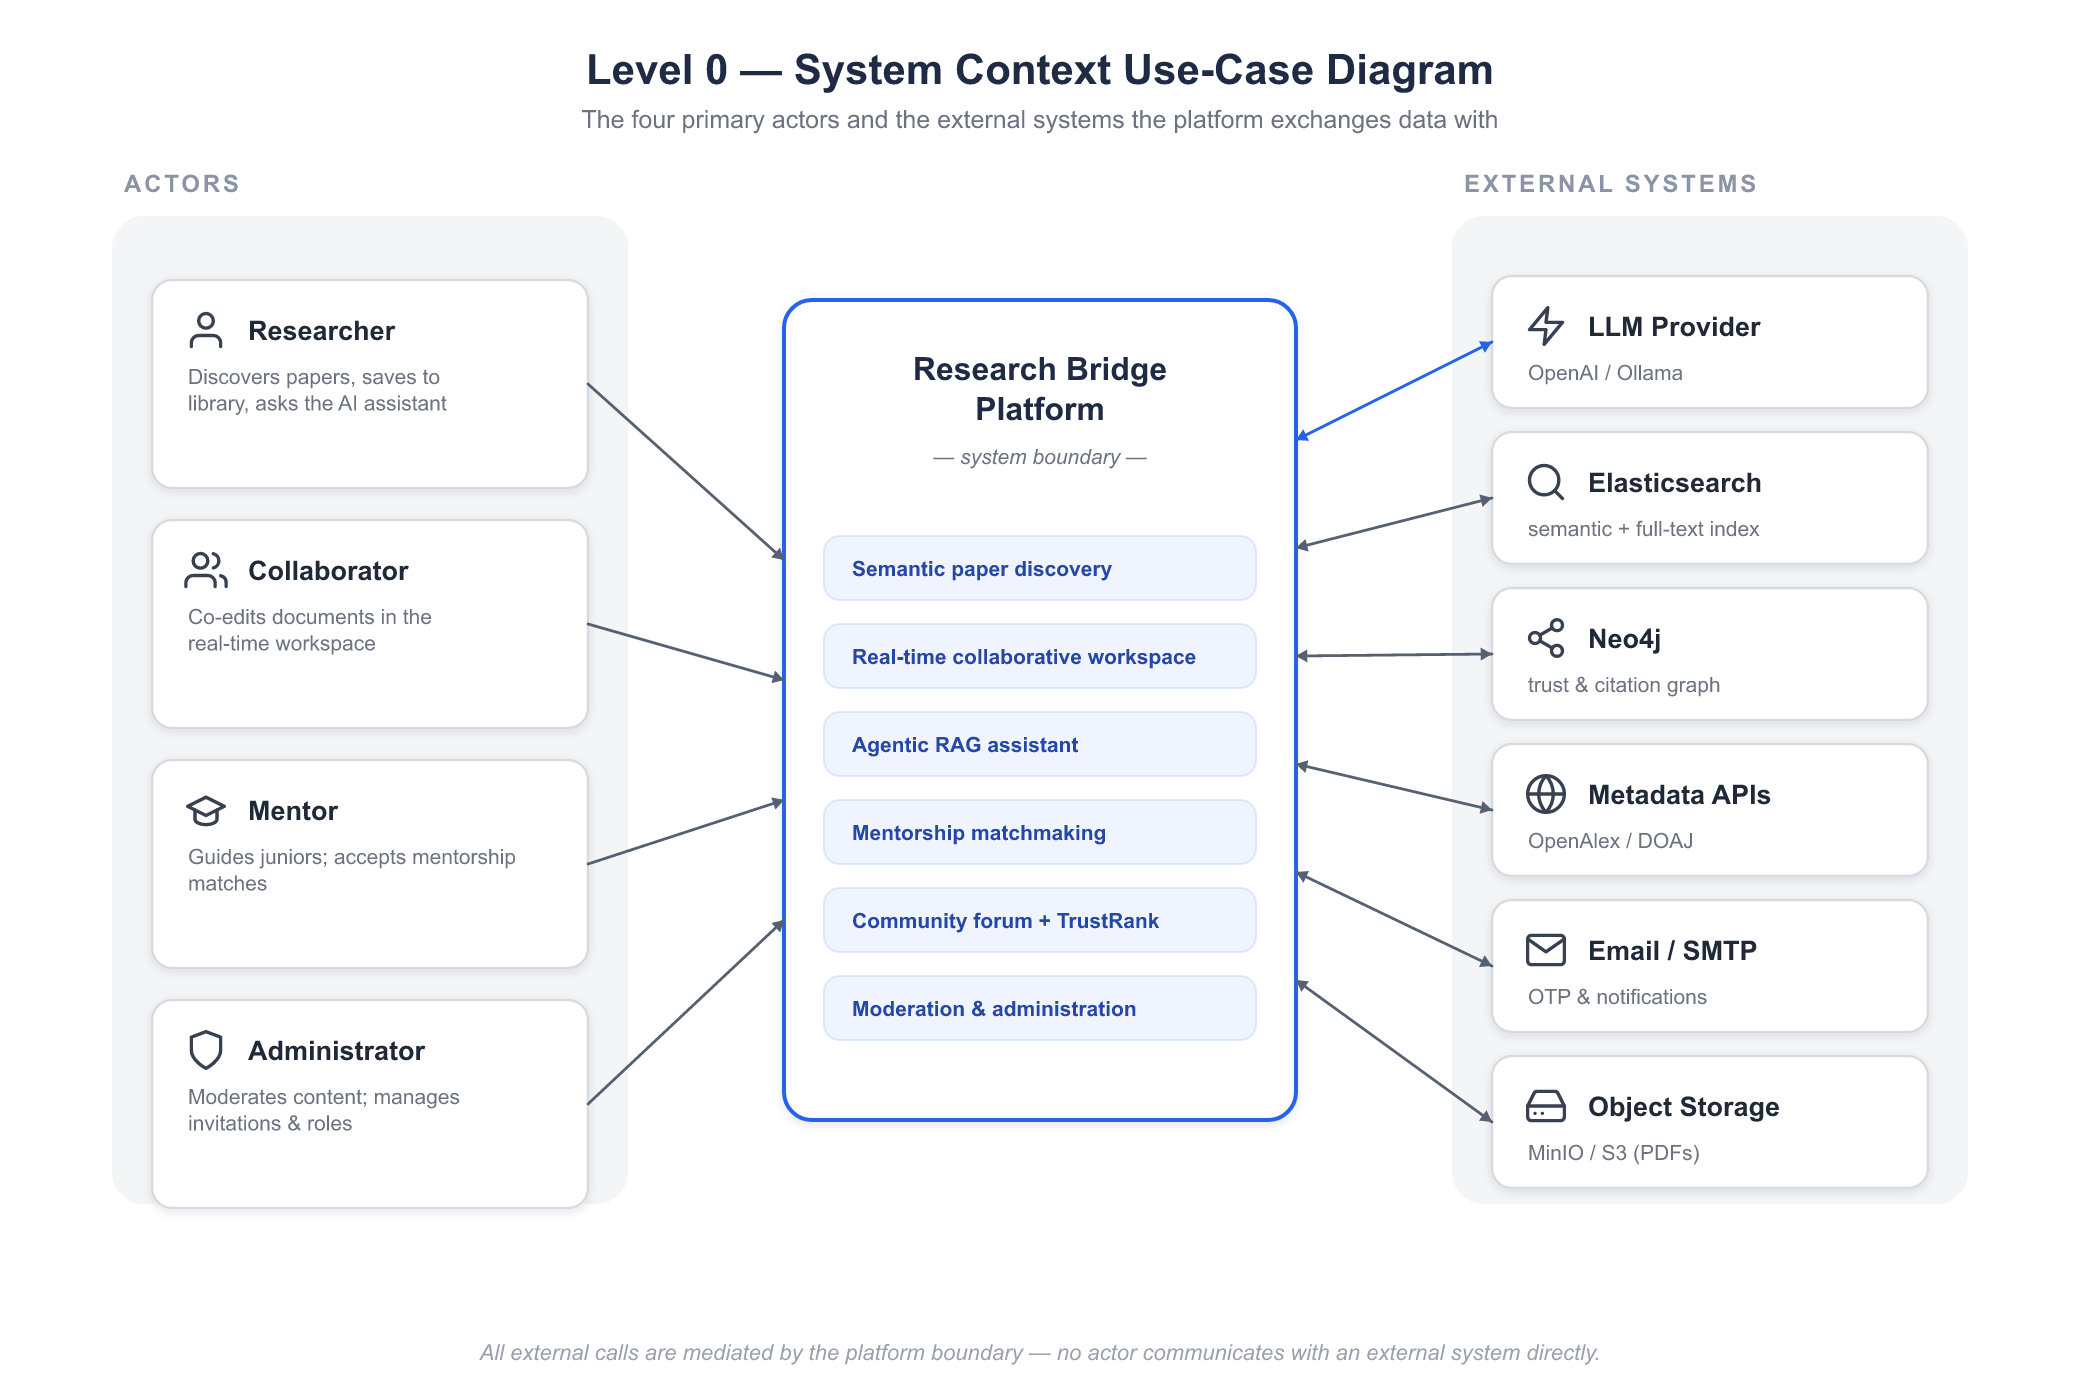 Level 0 — System Context Use-Case Diagram
The four primary actors and the external systems the platform exchanges data with
ACTORS
Researcher
Discovers papers, saves to
library, asks the AI assistant
Collaborator
Co-edits documents in the
real-time workspace
Mentor
Guides juniors; accepts mentorship
matches
Administrator
Moderates content; manages
invitations & roles
Research Bridge
Platform
— system boundary —
Semantic paper discovery
Real-time collaborative workspace
Agentic RAG assistant
Mentorship matchmaking
Community forum + TrustRank
Moderation & administration
EXTERNAL SYSTEMS
LLM Provider
OpenAI / Ollama
Elasticsearch
semantic + full-text index
Neo4j
trust & citation graph
Metadata APIs
OpenAlex / DOAJ
Email / SMTP
OTP & notifications
Object Storage
MinIO / S3 (PDFs)
All external calls are mediated by the platform boundary — no actor communicates with an external system directly.